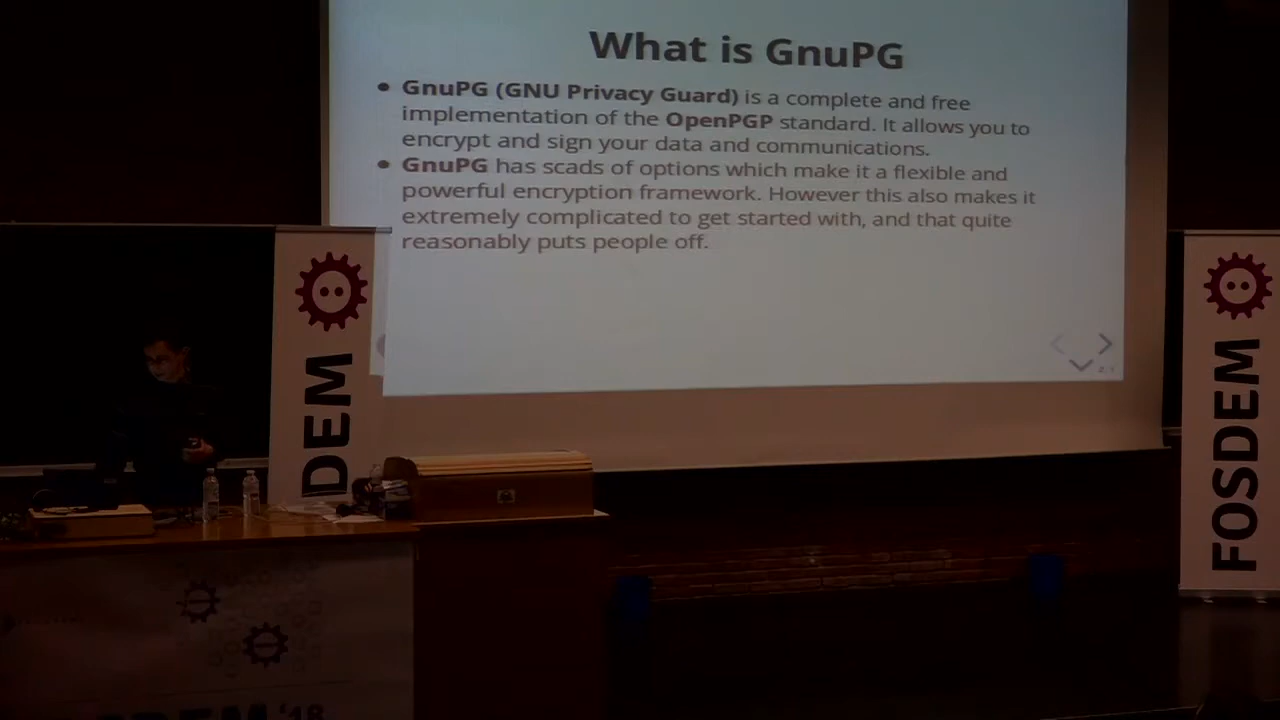 What is GnuPG
• GnuPG (GNU Privacy Guard) is a complete and free
implementation of the OpenPGP standard. It allows you to
encrypt and sign your data and communications.
• GnuPG has scads of options which make it a flexible and
powerful encryption framework. However this also makes it
extremely complicated to get started with, and that quite
reasonably puts people off.
DEM
FOSDEM
'18